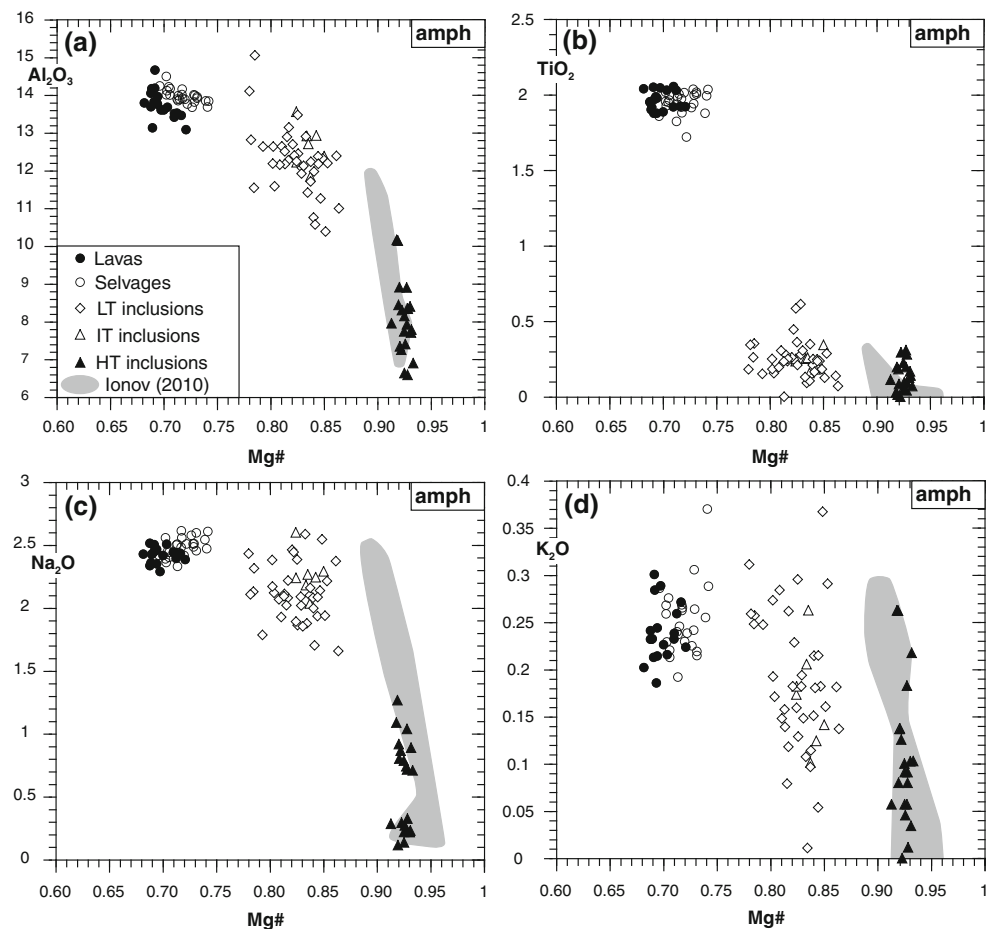 (a)
amph
Al₂O₃
16
15
14
13
12
11
10
9
8
7
6
Lavas
Selvages
LT inclusions
IT inclusions
HT inclusions
Ionov (2010)
0.60 0.65 0.70 0.75 0.80 0.85 0.90 0.95 1
Mg#
(b)
amph
TiO₂
2.5
2
1.5
1
0.5
0
0.60 0.65 0.70 0.75 0.80 0.85 0.90 0.95 1
Mg#
(c)
amph
Na₂O
3
2.5
2
1.5
1
0.5
0
0.60 0.65 0.70 0.75 0.80 0.85 0.90 0.95 1
Mg#
(d)
amph
K₂O
0.4
0.35
0.3
0.25
0.2
0.15
0.1
0.05
0
0.60 0.65 0.70 0.75 0.80 0.85 0.90 0.95 1
Mg#